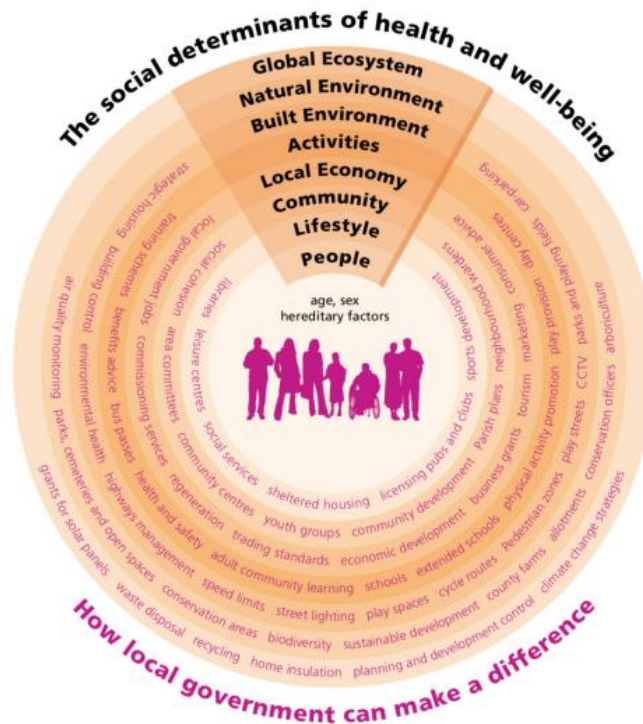 The social determinants of health and well-being
Global Ecosystem
Natural Environment
Built Environment
Activities
Local Economy
Community
Lifestyle
People
age, sex
hereditary factors
libraries leisure centres social services sheltered housing licensing pubs and clubs sports development
social cohesion area committees community centres youth groups community development Parish plans neighbourhood wardens
local government jobs commissioning services regeneration trading standards economic development business grants tourism marketing consumer advice
training schemes benefits advice bus passes health and safety adult community learning schools extended schools physical activity promotion play provision day centres
strategic housing building control environmental health highways management speed limits street lighting play spaces cycle routes Pedestrian zones play streets CCTV parks and playing fields car-parking
air quality monitoring parks, cemeteries and open spaces conservation areas biodiversity sustainable development county farms allotments conservation officers arboriculture
grants for solar panels waste disposal recycling home insulation planning and development control climate change strategies
How local government can make a difference